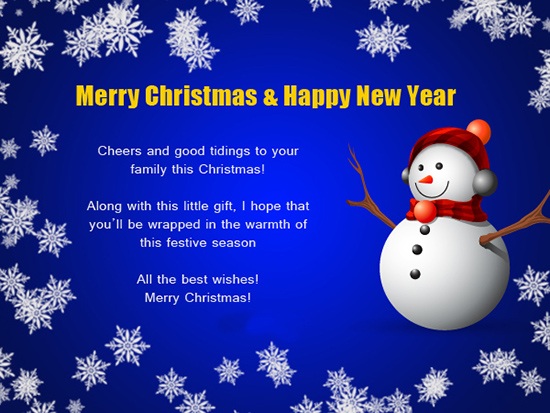 Merry Christmas & Happy New Year
Cheers and good tidings to your
family this Christmas!
Along with this little gift, I hope that
you'll be wrapped in the warmth of
this festive season
All the best wishes!
Merry Christmas!